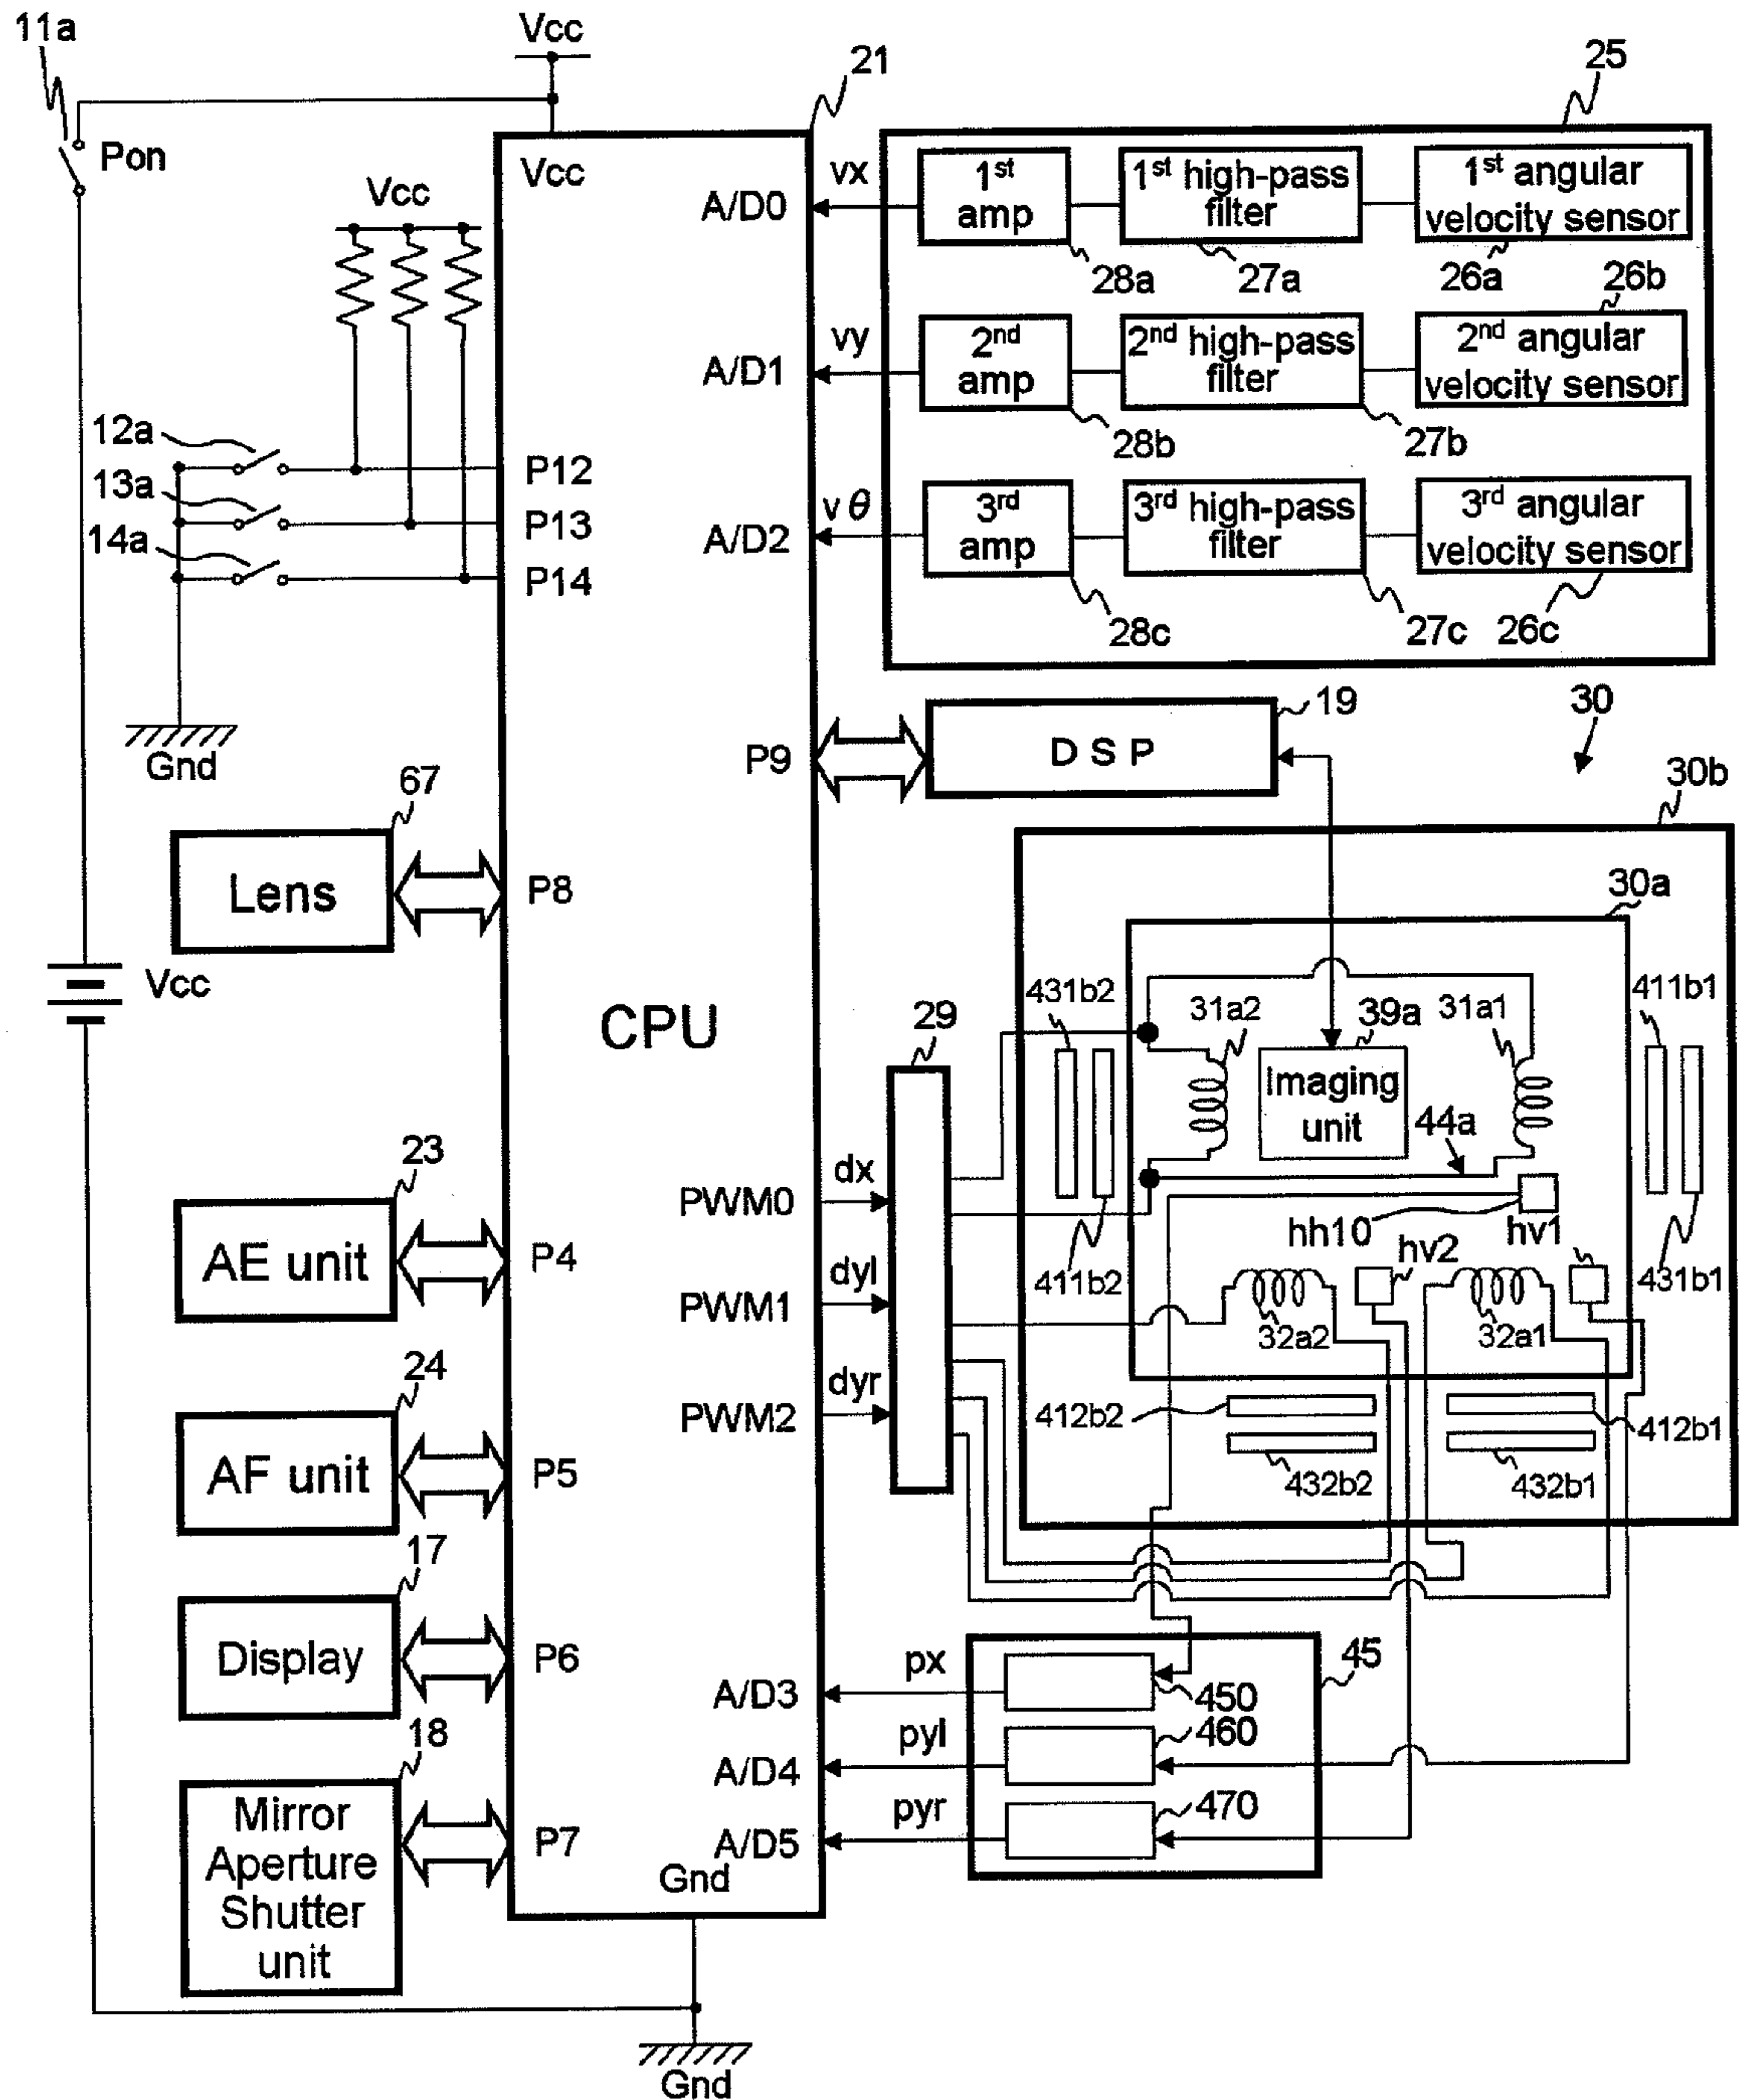 11a
Vcc
21
25
Pon
Vcc
Vcc
A/D0
vx
1st amp
1st high-pass filter
1st angular velocity sensor
28a
27a
26a
26b
A/D1
vy
2nd amp
2nd high-pass filter
2nd angular velocity sensor
28b
27b
12a
P12
13a
P13
14a
P14
A/D2
vθ
3rd amp
3rd high-pass filter
3rd angular velocity sensor
28c
27c
26c
Gnd
P9
DSP
19
30
30b
67
Lens
P8
30a
Vcc
CPU
29
431b2
31a2
39a
31a1
411b1
Imaging unit
44a
23
AE unit
P4
PWM0
dx
411b2
hh10
hv1
hv2
431b1
PWM1
dyl
32a2
32a1
24
AF unit
P5
PWM2
dyr
412b2
412b1
432b2
432b1
17
Display
P6
A/D3
px
450
45
A/D4
pyl
460
18
Mirror
Aperture
Shutter
unit
P7
A/D5
pyr
470
Gnd
Gnd